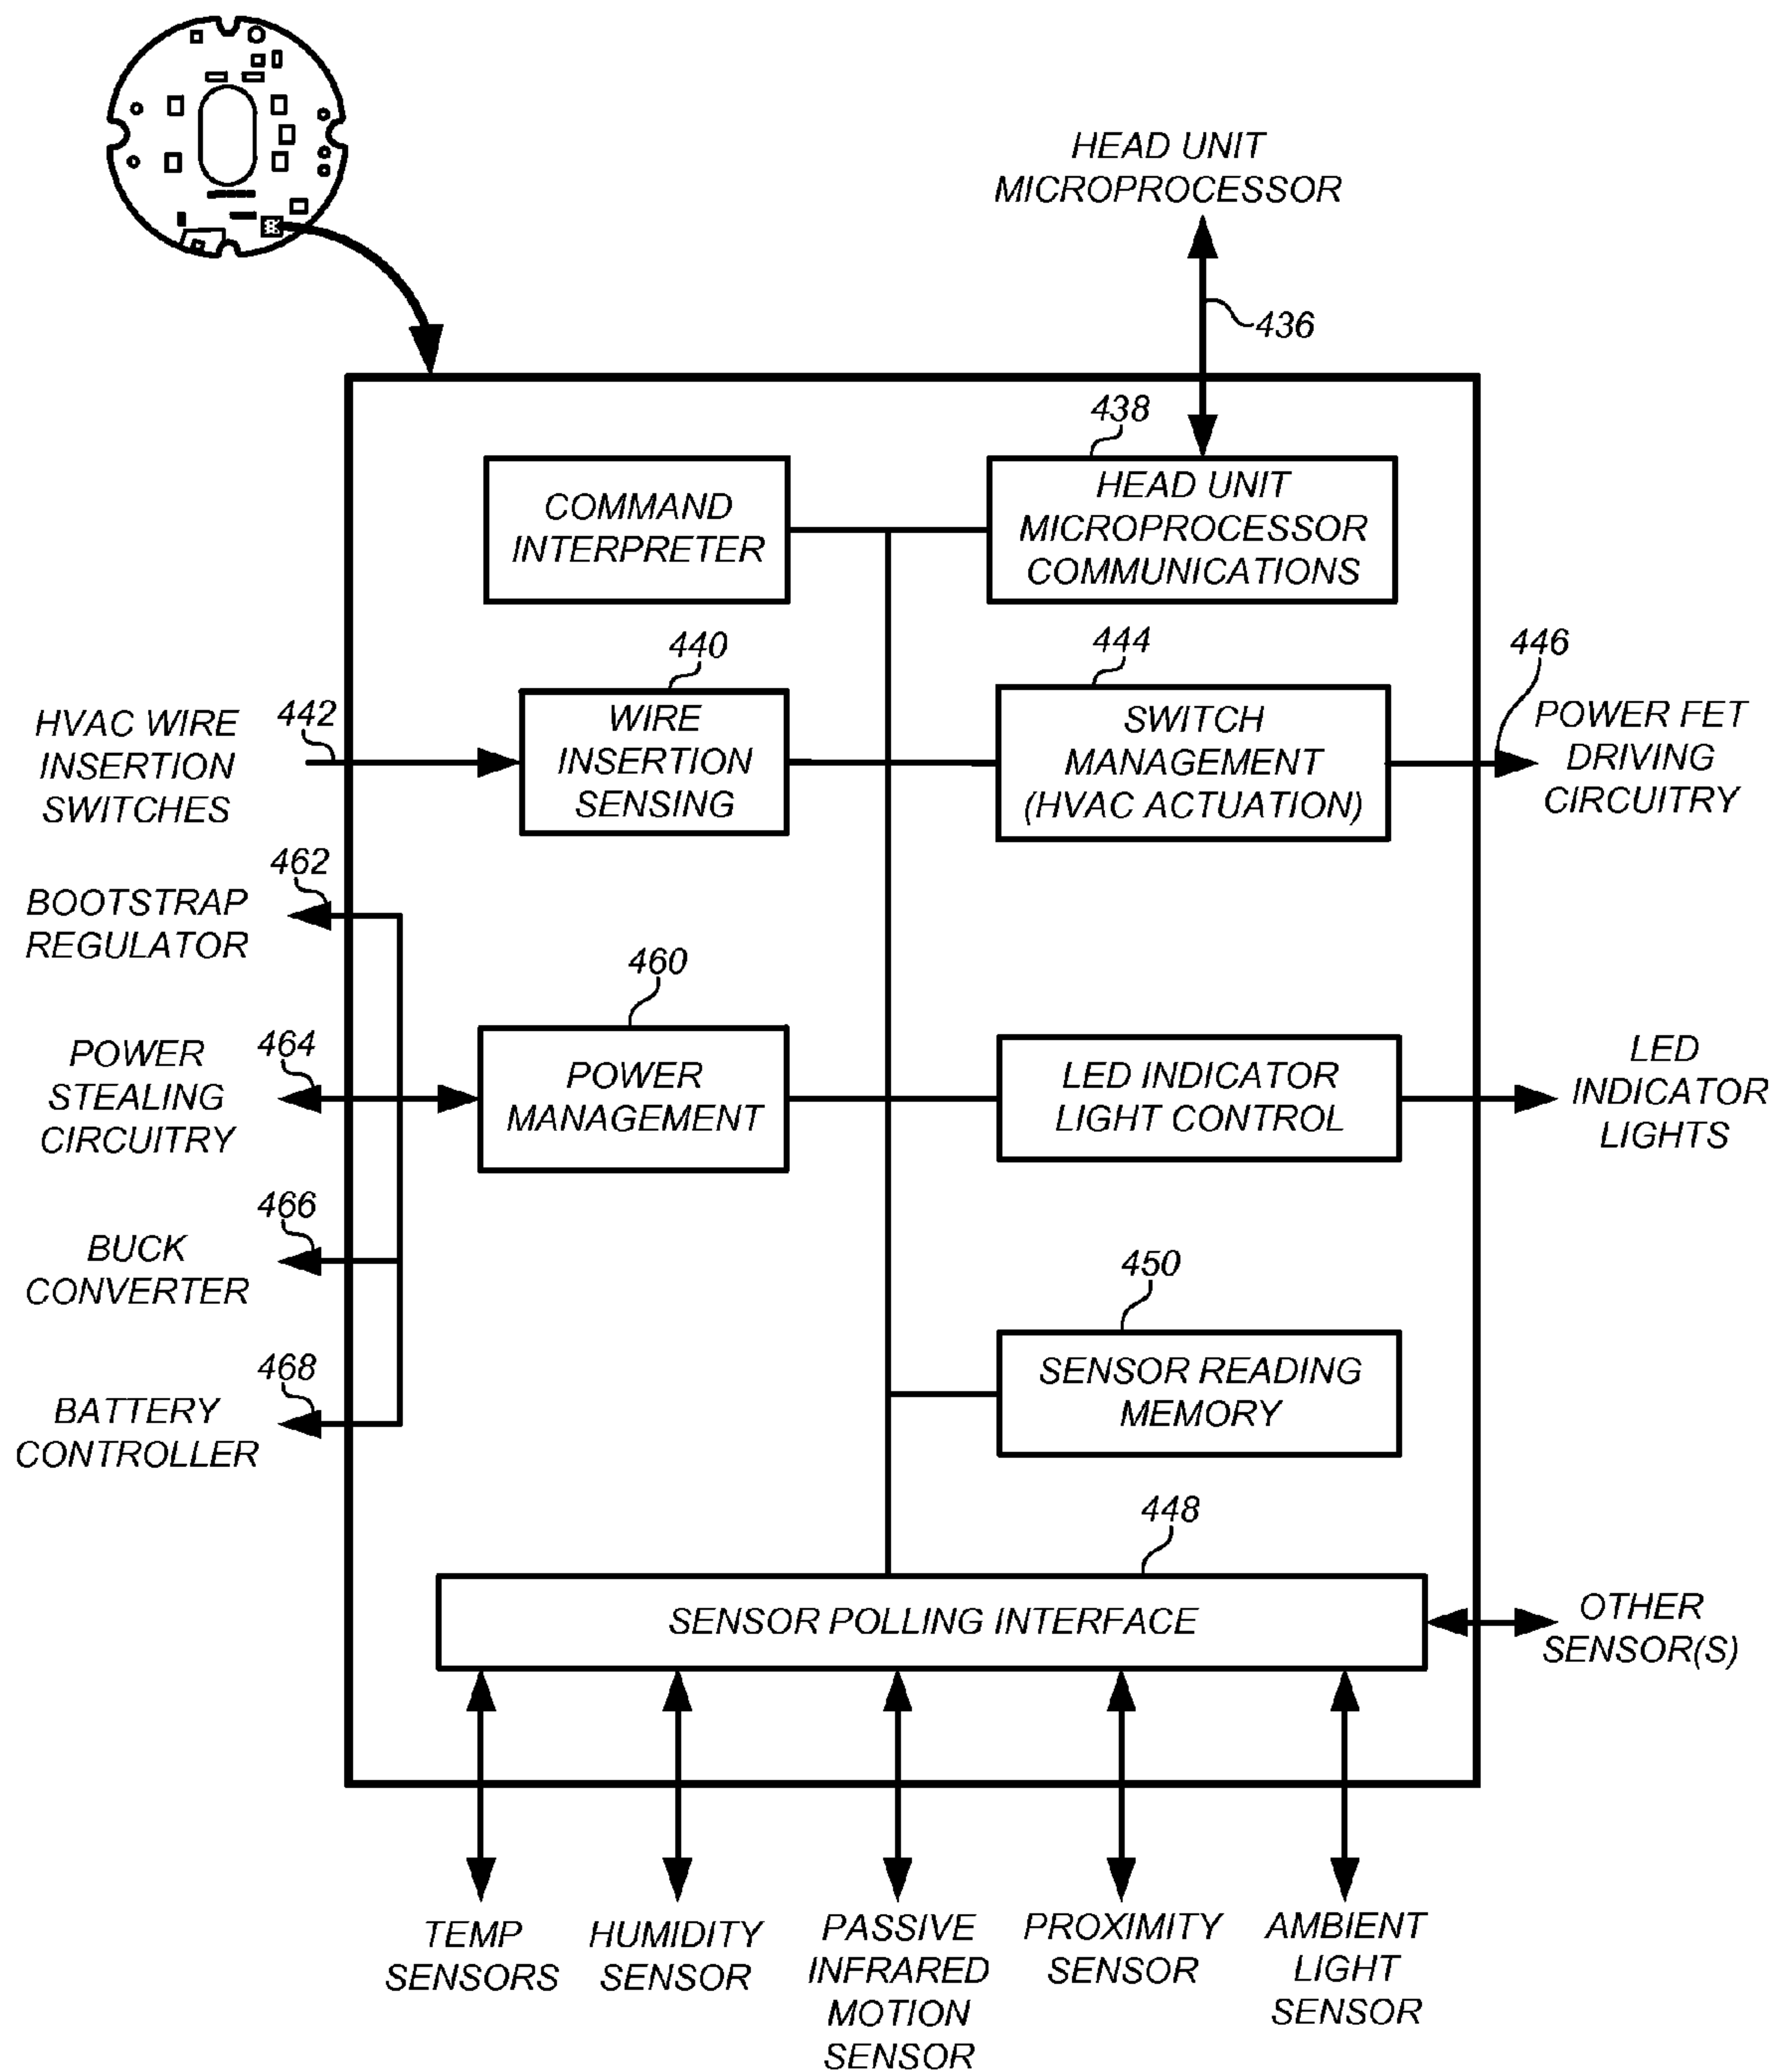 HEAD UNIT
MICROPROCESSOR
436
438
COMMAND
INTERPRETER
HEAD UNIT
MICROPROCESSOR
COMMUNICATIONS
440
444
446
HVAC WIRE
INSERTION
SWITCHES
442
WIRE
INSERTION
SENSING
SWITCH
MANAGEMENT
(HVAC ACTUATION)
POWER FET
DRIVING
CIRCUITRY
462
BOOTSTRAP
REGULATOR
460
464
POWER
STEALING
CIRCUITRY
POWER
MANAGEMENT
LED INDICATOR
LIGHT CONTROL
LED
INDICATOR
LIGHTS
466
BUCK
CONVERTER
450
468
BATTERY
CONTROLLER
SENSOR READING
MEMORY
448
SENSOR POLLING INTERFACE
OTHER
SENSOR(S)
TEMP
SENSORS
HUMIDITY
SENSOR
PASSIVE
INFRARED
MOTION
SENSOR
PROXIMITY
SENSOR
AMBIENT
LIGHT
SENSOR